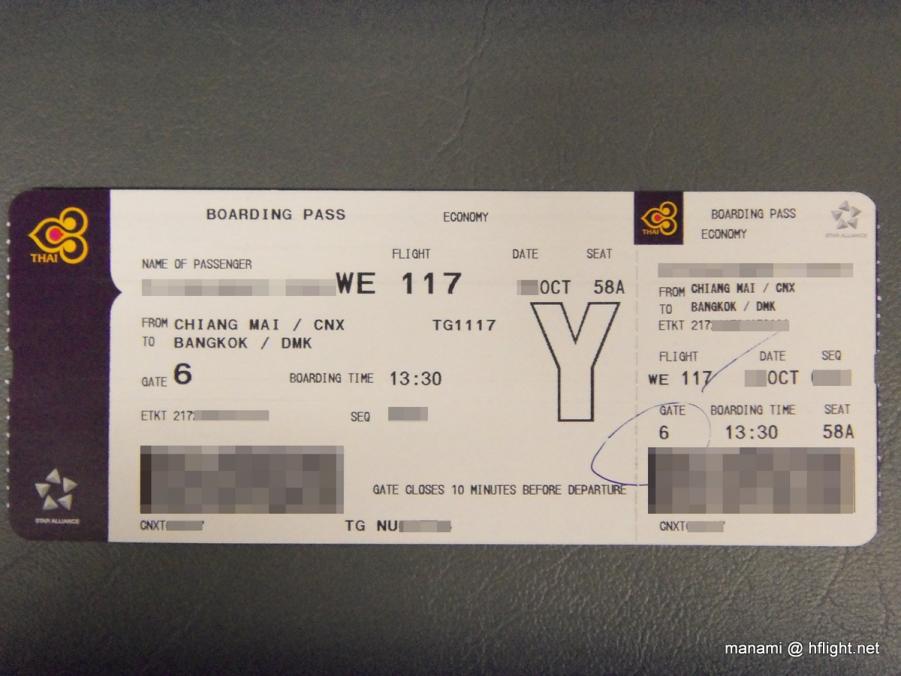 THAI
BOARDING PASS ECONOMY
FLIGHT DATE SEAT
NAME OF PASSENGER
WE 117 OCT 58A
FROM CHIANG MAI / CNX TG1117
TO BANGKOK / DMK
Y
GATE 6 BOARDING TIME 13:30
ETKT 217 SEQ
GATE CLOSES 10 MINUTES BEFORE DEPARTURE
CNXT TG NU
STAR ALLIANCE
THAI
BOARDING PASS
ECONOMY
STAR ALLIANCE
FROM CHIANG MAI / CNX
TO BANGKOK / DMK
ETKT 217
FLIGHT DATE SEQ
WE 117 OCT
GATE BOARDING TIME SEAT
6 13:30 58A
CNXT
manami @ hflight.net